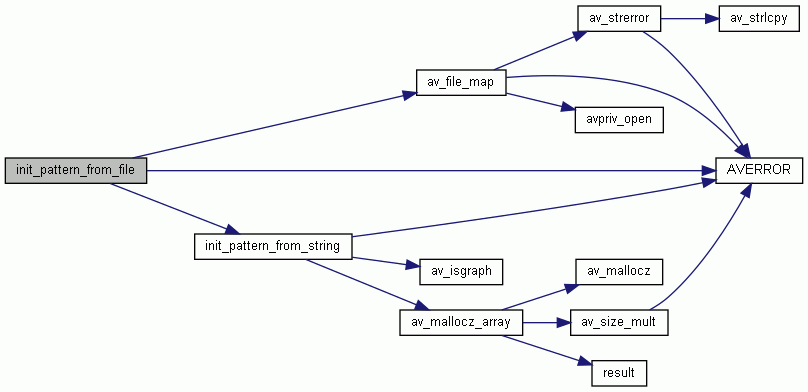 av_strerror
av_strlcpy
av_file_map
avpriv_open
init_pattern_from_file
AVERROR
init_pattern_from_string
av_isgraph
av_mallocz
av_mallocz_array
av_size_mult
result